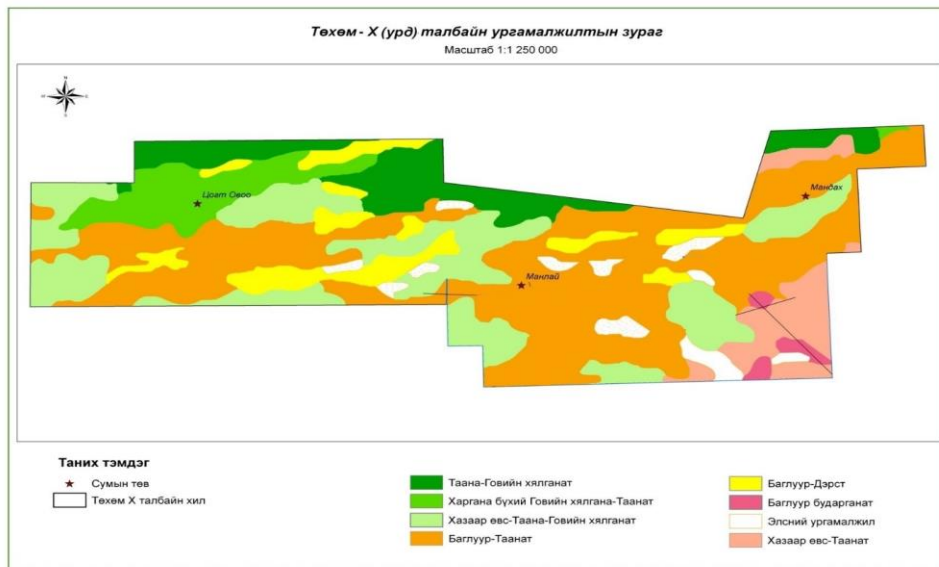 Төхөм - X (урд) талбайн ургамалжилтын зураг
Масштаб 1:1 250 000
Цогт Овоо
Мандах
Манлай
Таних тэмдэг
Сумын төв
Төхөм X талбайн хил
Таана-Говийн хялганат
Харгана бүхий Говийн хялгана-Таанат
Хазаар өвс-Таана-Говийн хялганат
Баглуур-Таанат
Баглуур-Дэрст
Баглуур бударганат
Элсний ургамалжил
Хазаар өвс-Таанат